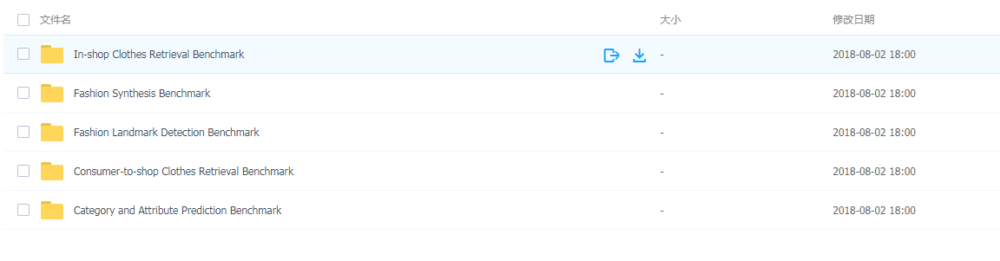 文件名 大小 修改日期
In-shop Clothes Retrieval Benchmark - 2018-08-02 18:00
Fashion Synthesis Benchmark - 2018-08-02 18:00
Fashion Landmark Detection Benchmark - 2018-08-02 18:00
Consumer-to-shop Clothes Retrieval Benchmark - 2018-08-02 18:00
Category and Attribute Prediction Benchmark - 2018-08-02 18:00